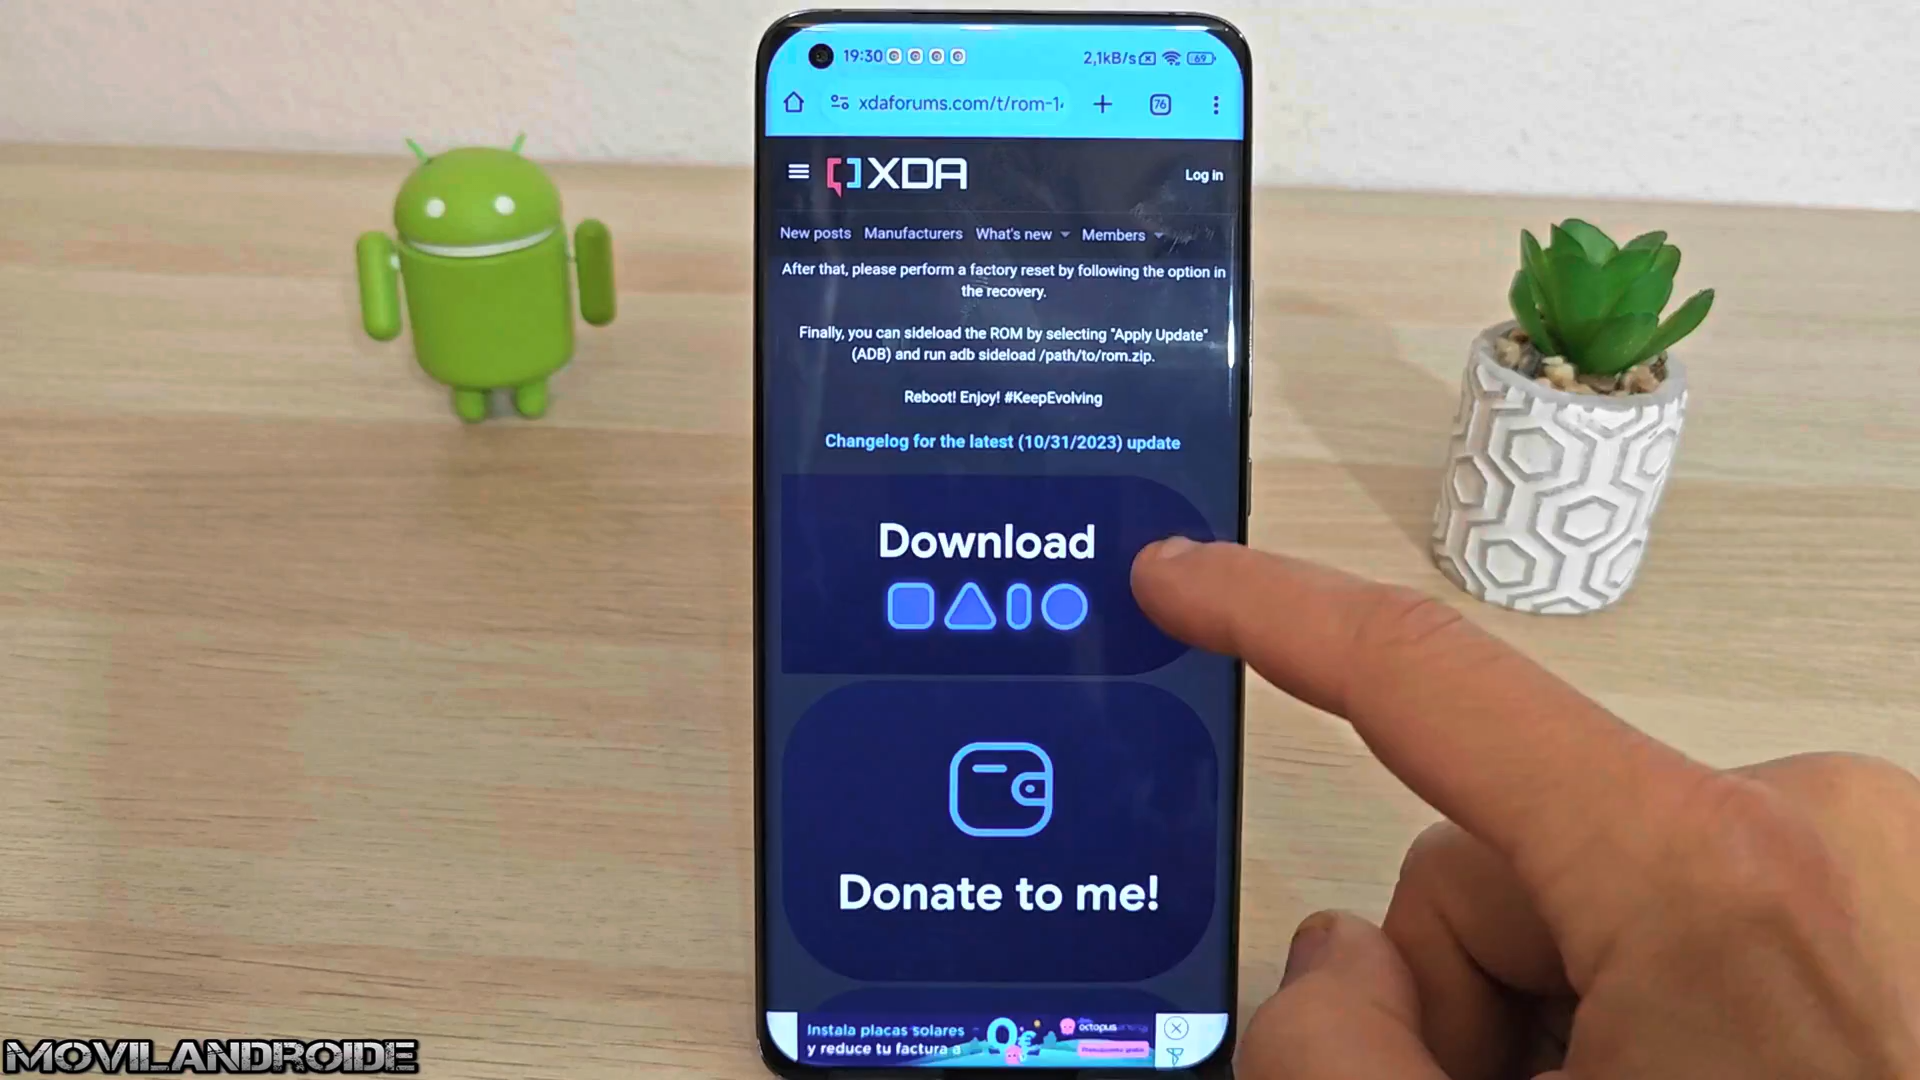 19:30
2,1kB/s
69
xdaforums.com/t/rom-14
76
XDA
Log in
New posts Manufacturers What's new Members
After that, please perform a factory reset by following the option in
the recovery.
Finally, you can sideload the ROM by selecting "Apply Update"
(ADB) and run adb sideload /path/to/rom.zip.
Reboot! Enjoy! #KeepEvolving
Changelog for the latest (10/31/2023) update
Download
Donate to me!
Instala placas solares
y reduce tu factura a
0€
octopus
MOVILANDROIDE